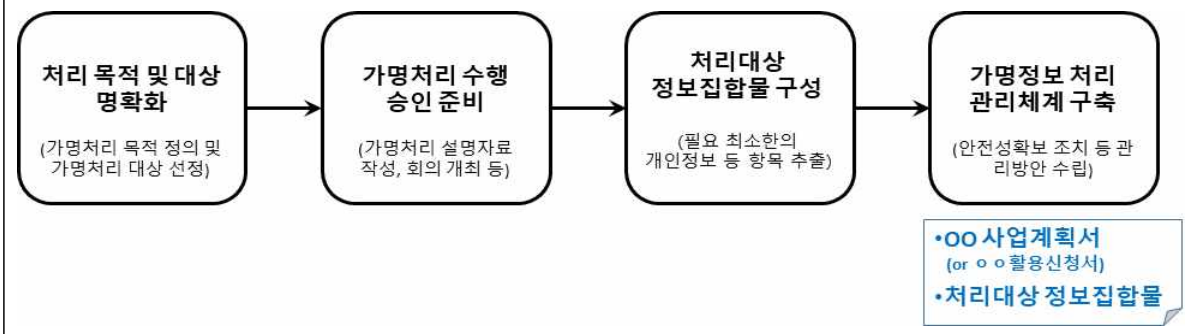 처리 목적 및 대상
명확화
(가명처리 목적 정의 및
가명처리 대상 선정)
가명처리 수행
승인 준비
(가명처리 설명자료
작성, 회의 개최 등)
처리대상
정보집합물 구성
(필요 최소한의
개인정보 등 항목 추출)
가명정보 처리
관리체계 구축
(안전성확보 조치 등 관
리방안 수립)
•OO 사업계획서
(or ㅇㅇ활용신청서)
•처리대상 정보집합물